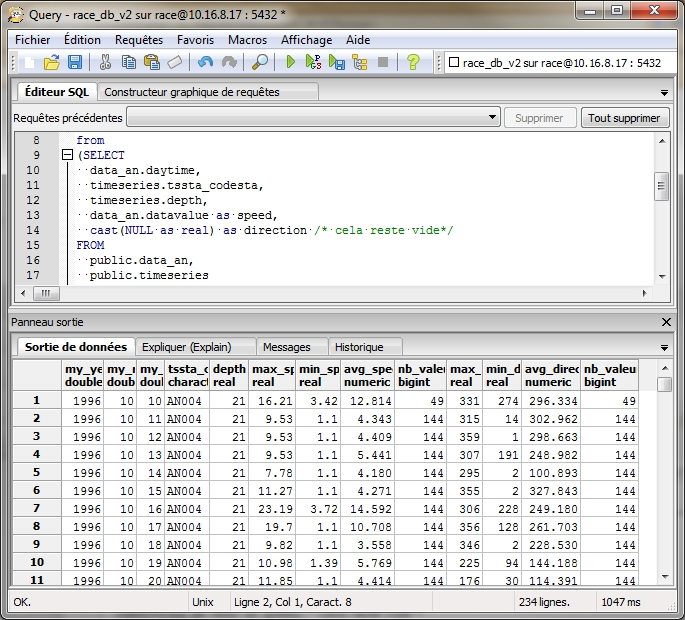 Query - race_db_v2 sur race@10.16.8.17 : 5432 *
Fichier Édition Requêtes Favoris Macros Affichage Aide
race_db_v2 sur race@10.16.8.17 : 5432
Éditeur SQL Constructeur graphique de requêtes
Requêtes précédentes Supprimer Tout supprimer
8 from
9 (SELECT
10 ··data_an.daytime,
11 ··timeseries.tssta_codesta,
12 ··timeseries.depth,
13 ··data_an.datavalue·as·speed,
14 ··cast(NULL·as·real)·as·direction·/*·cela·reste·vide*/
15 FROM
16 ··public.data_an,
17 ··public.timeseries
Panneau sortie
Sortie de données Expliquer (Explain) Messages Historique
my_ye my_ my_ tssta_c depth max_sp min_sp avg_spe nb_valeu max_ min_d avg_direc nb_valeur
double doub doub charact real real real numeric bigint real real numeric bigint
1 1996 10 10 AN004 21 16.21 3.42 12.814 49 331 274 296.334 49
2 1996 10 11 AN004 21 9.53 1.1 4.343 144 315 14 302.962 144
3 1996 10 12 AN004 21 9.53 1.1 4.409 144 359 1 298.663 144
4 1996 10 13 AN004 21 9.53 1.1 5.441 144 307 191 248.982 144
5 1996 10 14 AN004 21 7.78 1.1 4.180 144 295 2 100.893 144
6 1996 10 15 AN004 21 11.27 1.1 4.271 144 355 2 327.843 144
7 1996 10 16 AN004 21 23.19 3.72 14.592 144 306 228 249.180 144
8 1996 10 17 AN004 21 19.7 1.1 10.708 144 356 128 261.703 144
9 1996 10 18 AN004 21 9.82 1.1 3.558 144 346 2 228.530 144
10 1996 10 19 AN004 21 10.98 1.39 5.769 144 225 94 144.188 144
11 1996 10 20 AN004 21 11.85 1.1 4.414 144 176 30 114.391 144
OK. Unix Ligne 2, Col 1, Caract. 8 234 lignes. 1047 ms